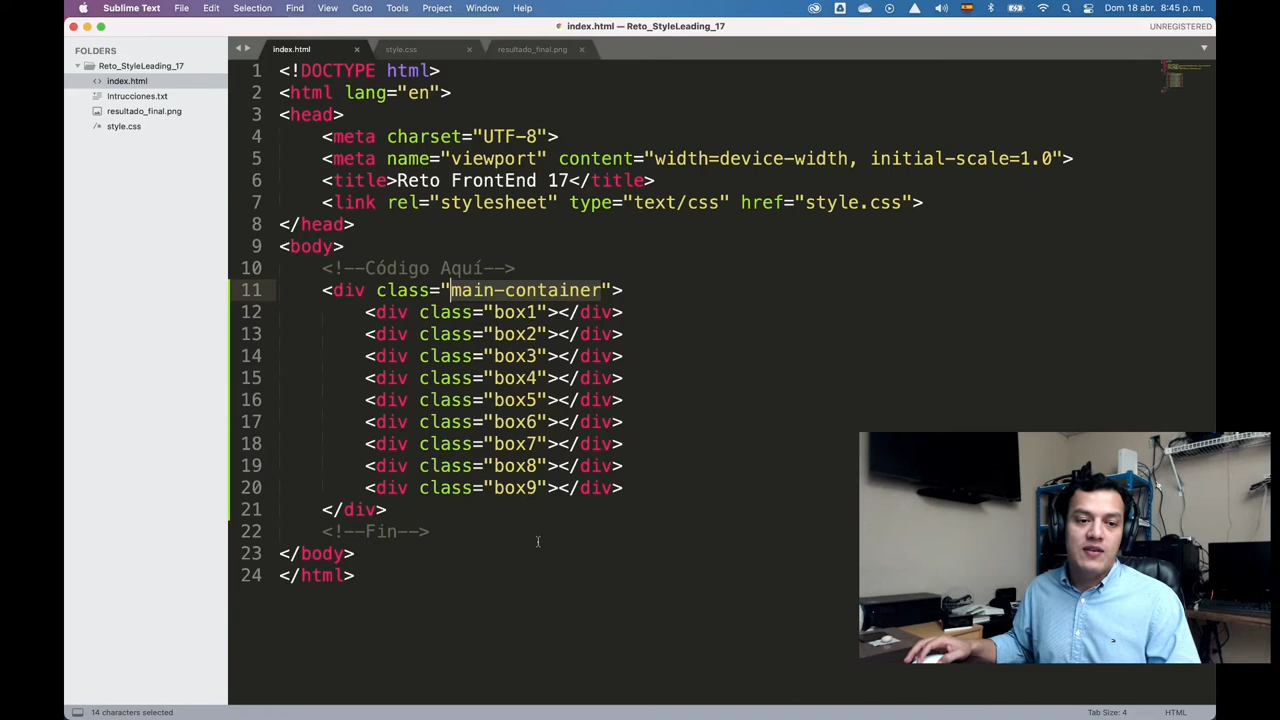 Sublime Text File Edit Selection Find View Goto Tools Project Window Help Dom 18 abr. 8:45 p. m.
index.html — Reto_StyleLeading_17 UNREGISTERED
FOLDERS
Reto_StyleLeading_17
index.html
Intrucciones.txt
resultado_final.png
style.css
index.html style.css resultado_final.png
1 <!DOCTYPE html>
2 <html lang="en">
3 <head>
4 <meta charset="UTF-8">
5 <meta name="viewport" content="width=device-width, initial-scale=1.0">
6 <title>Reto FrontEnd 17</title>
7 <link rel="stylesheet" type="text/css" href="style.css">
8 </head>
9 <body>
10 <!--Código Aquí-->
11 <div class="main-container">
12 <div class="box1"></div>
13 <div class="box2"></div>
14 <div class="box3"></div>
15 <div class="box4"></div>
16 <div class="box5"></div>
17 <div class="box6"></div>
18 <div class="box7"></div>
19 <div class="box8"></div>
20 <div class="box9"></div>
21 </div>
22 <!--Fin-->
23 </body>
24 </html>
14 characters selected Tab Size: 4 HTML